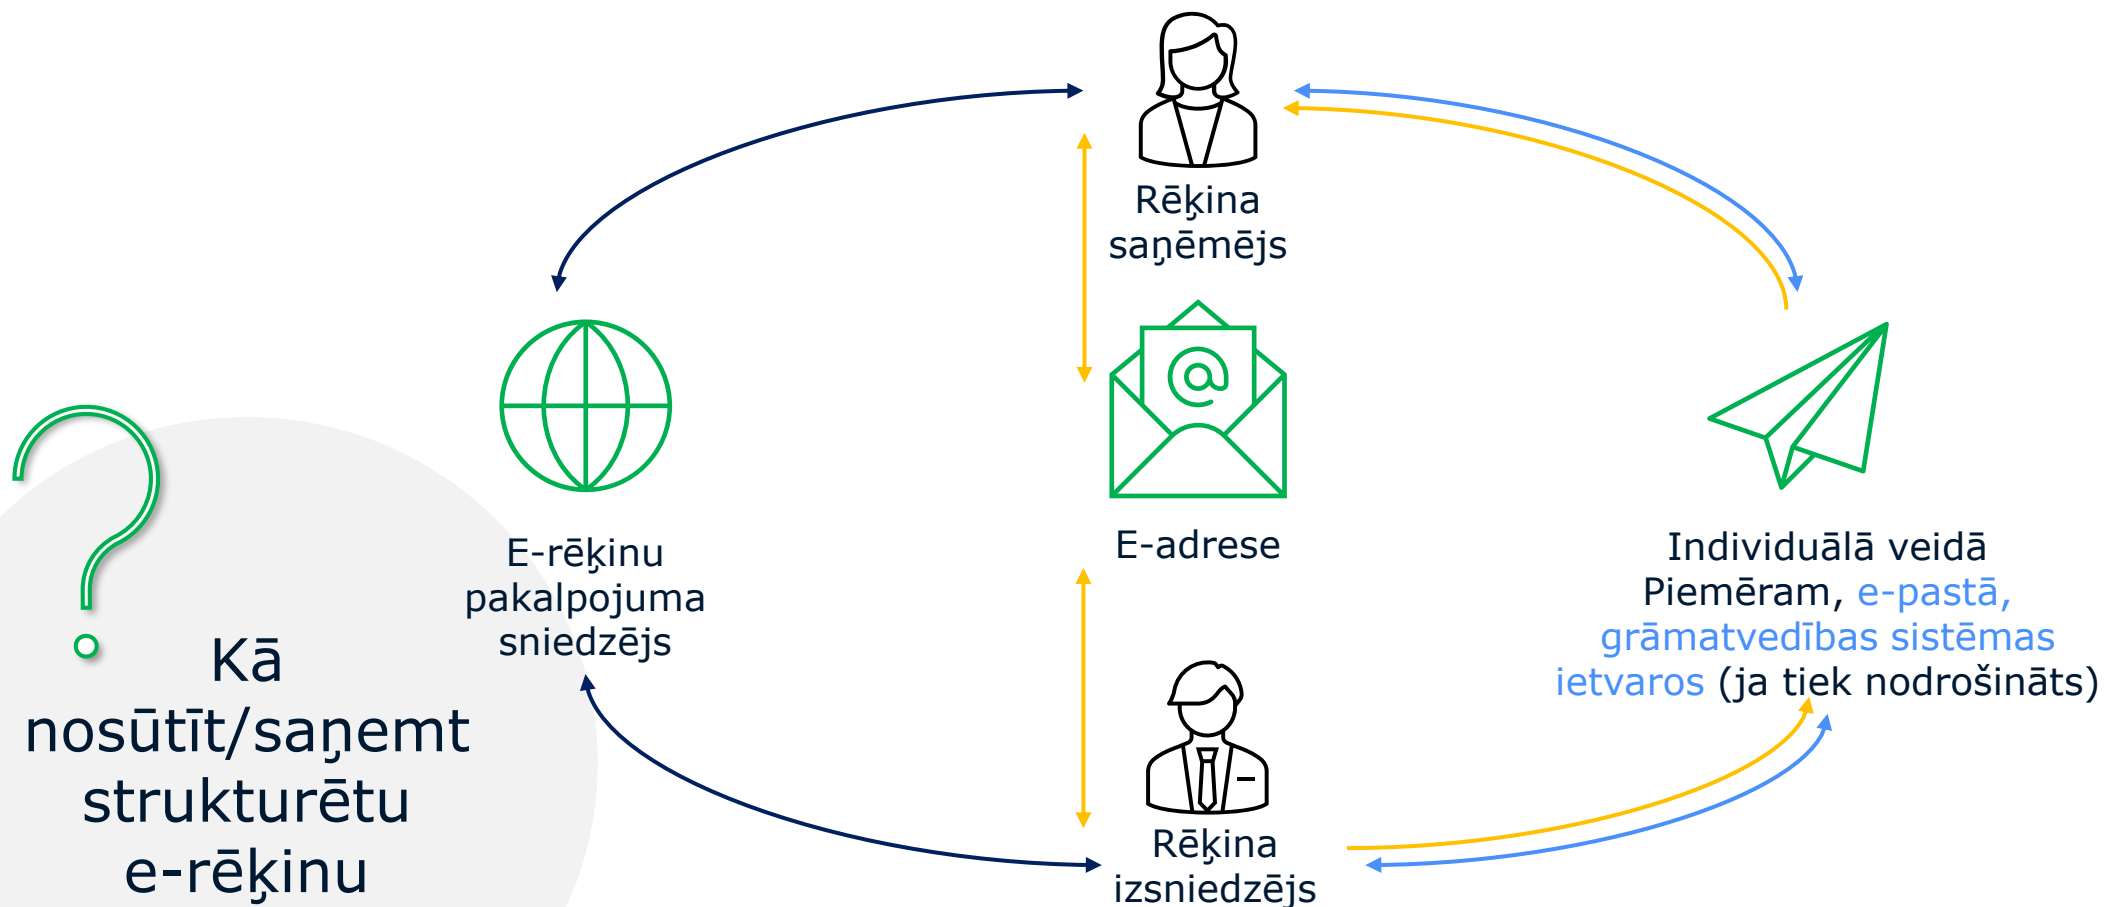 Rēķina
saņēmējs
E-rēķinu
pakalpojuma
sniedzējs
E-adrese
Individuālā veidā
Piemēram, e-pastā,
grāmatvedības sistēmas
ietvaros (ja tiek nodrošināts)
Kā
nosūtīt/saņemt
strukturētu
e-rēķinu
Rēķina
izsniedzējs